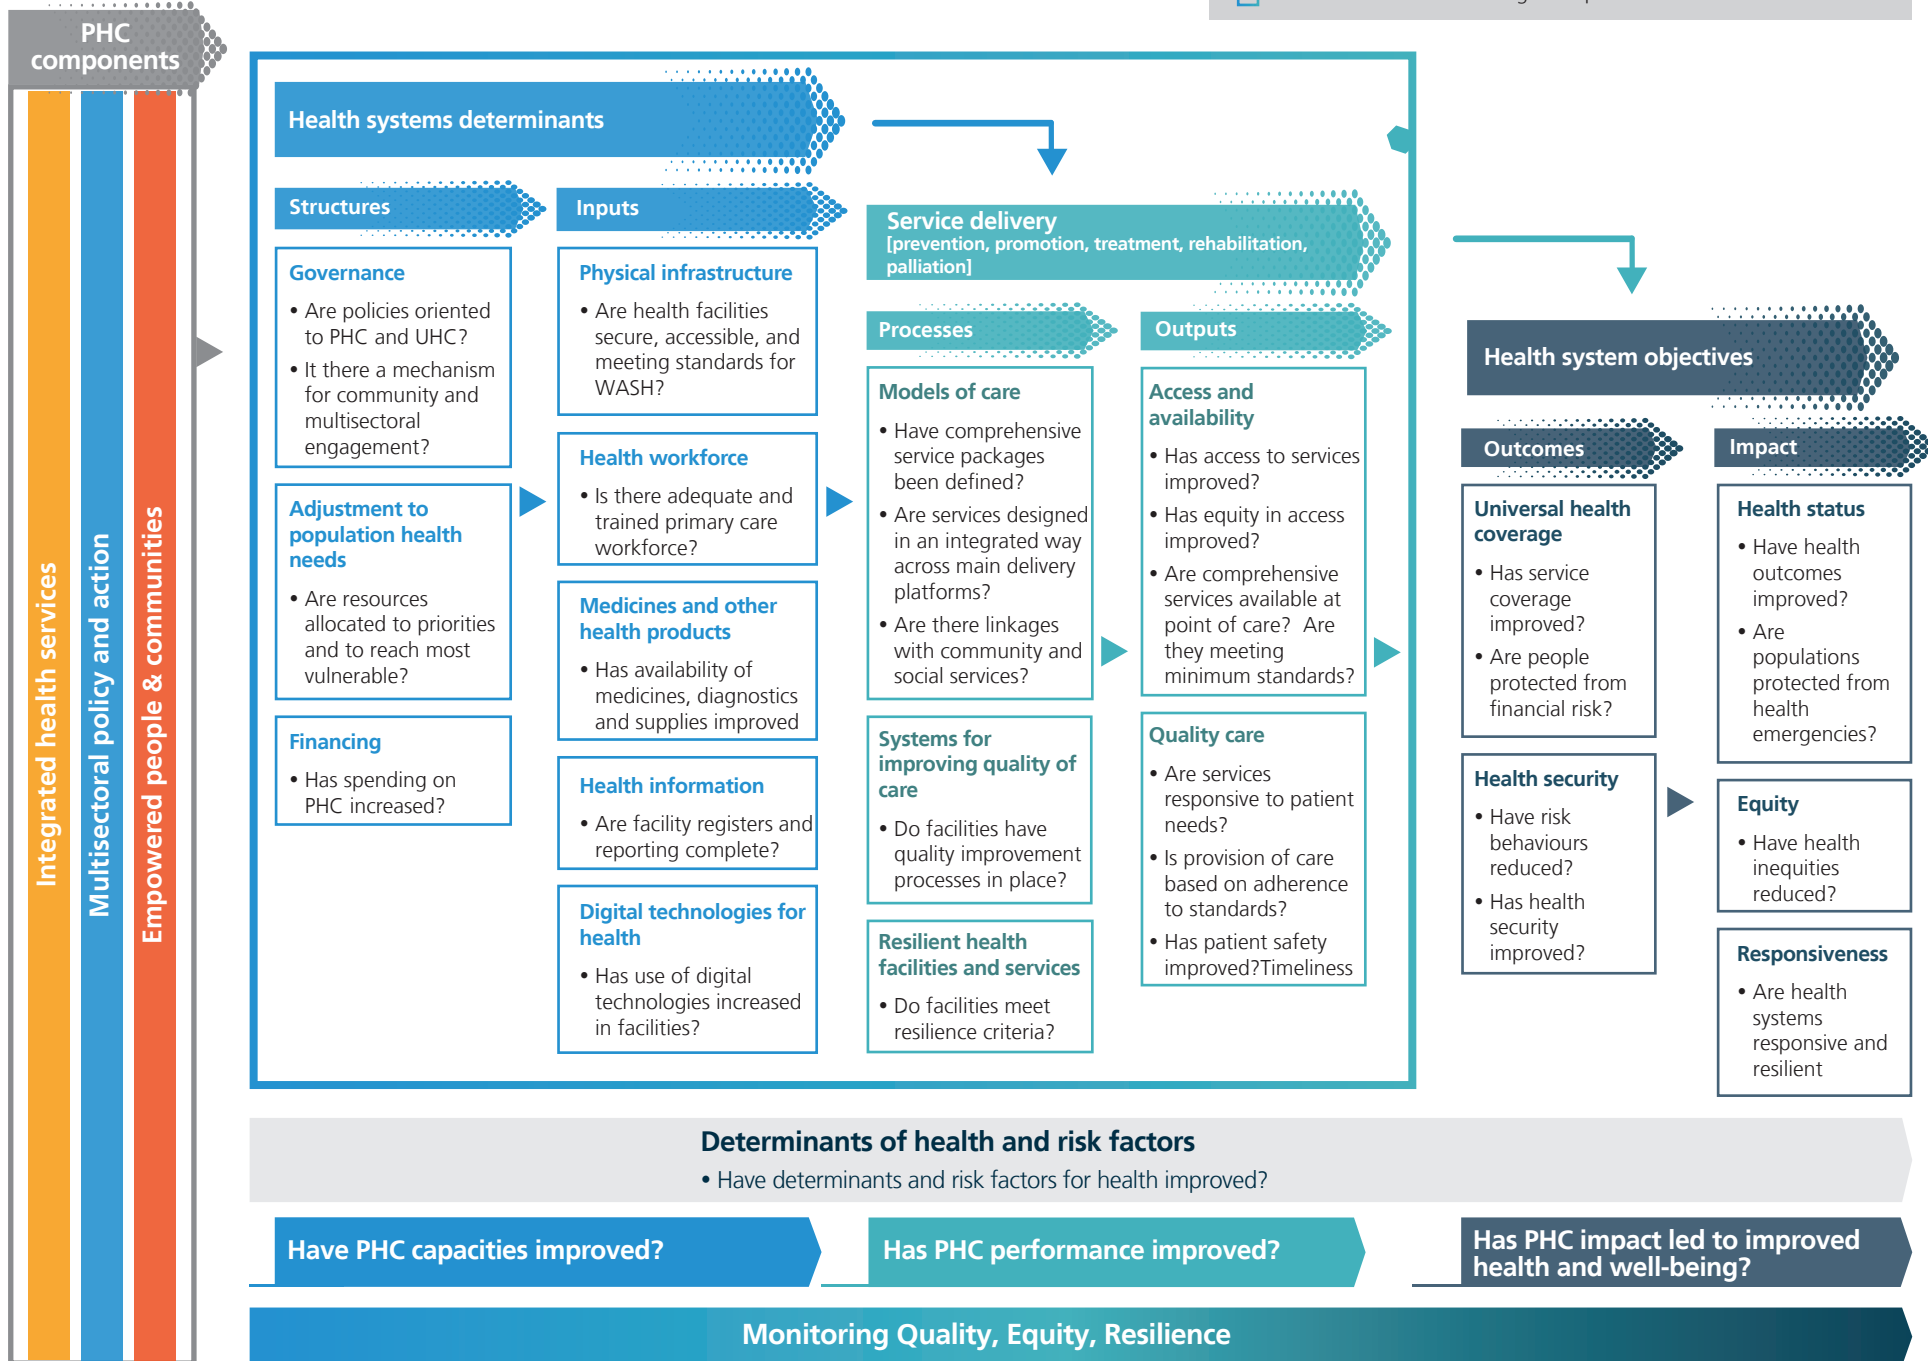 PHC
components
Integrated health services
Multisectoral policy and action
Empowered people & communities
Health systems determinants
Structures
Governance
• Are policies oriented
to PHC and UHC?
• It there a mechanism
for community and
multisectoral
engagement?
Adjustment to
population health
needs
• Are resources
allocated to priorities
and to reach most
vulnerable?
Financing
• Has spending on
PHC increased?
Inputs
Physical infrastructure
• Are health facilities
secure, accessible, and
meeting standards for
WASH?
Health workforce
• Is there adequate and
trained primary care
workforce?
Medicines and other
health products
• Has availability of
medicines, diagnostics
and supplies improved
Health information
• Are facility registers and
reporting complete?
Digital technologies for
health
• Has use of digital
technologies increased
in facilities?
Service delivery
[prevention, promotion, treatment, rehabilitation,
palliation]
Processes
Models of care
• Have comprehensive
service packages
been defined?
• Are services designed
in an integrated way
across main delivery
platforms?
• Are there linkages
with community and
social services?
Systems for
improving quality of
care
• Do facilities have
quality improvement
processes in place?
Resilient health
facilities and services
• Do facilities meet
resilience criteria?
Outputs
Access and
availability
• Has access to services
improved?
• Has equity in access
improved?
• Are comprehensive
services available at
point of care? Are
they meeting
minimum standards?
Quality care
• Are services
responsive to patient
needs?
• Is provision of care
based on adherence
to standards?
• Has patient safety
improved?Timeliness
Health system objectives
Outcomes
Universal health
coverage
• Has service
coverage
improved?
• Are people
protected from
financial risk?
Health security
• Have risk
behaviours
reduced?
• Has health
security
improved?
Impact
Health status
• Have health
outcomes
improved?
• Are
populations
protected from
health
emergencies?
Equity
• Have health
inequities
reduced?
Responsiveness
• Are health
systems
responsive and
resilient
Determinants of health and risk factors
• Have determinants and risk factors for health improved?
Have PHC capacities improved?
Has PHC performance improved?
Has PHC impact led to improved
health and well-being?
Monitoring Quality, Equity, Resilience